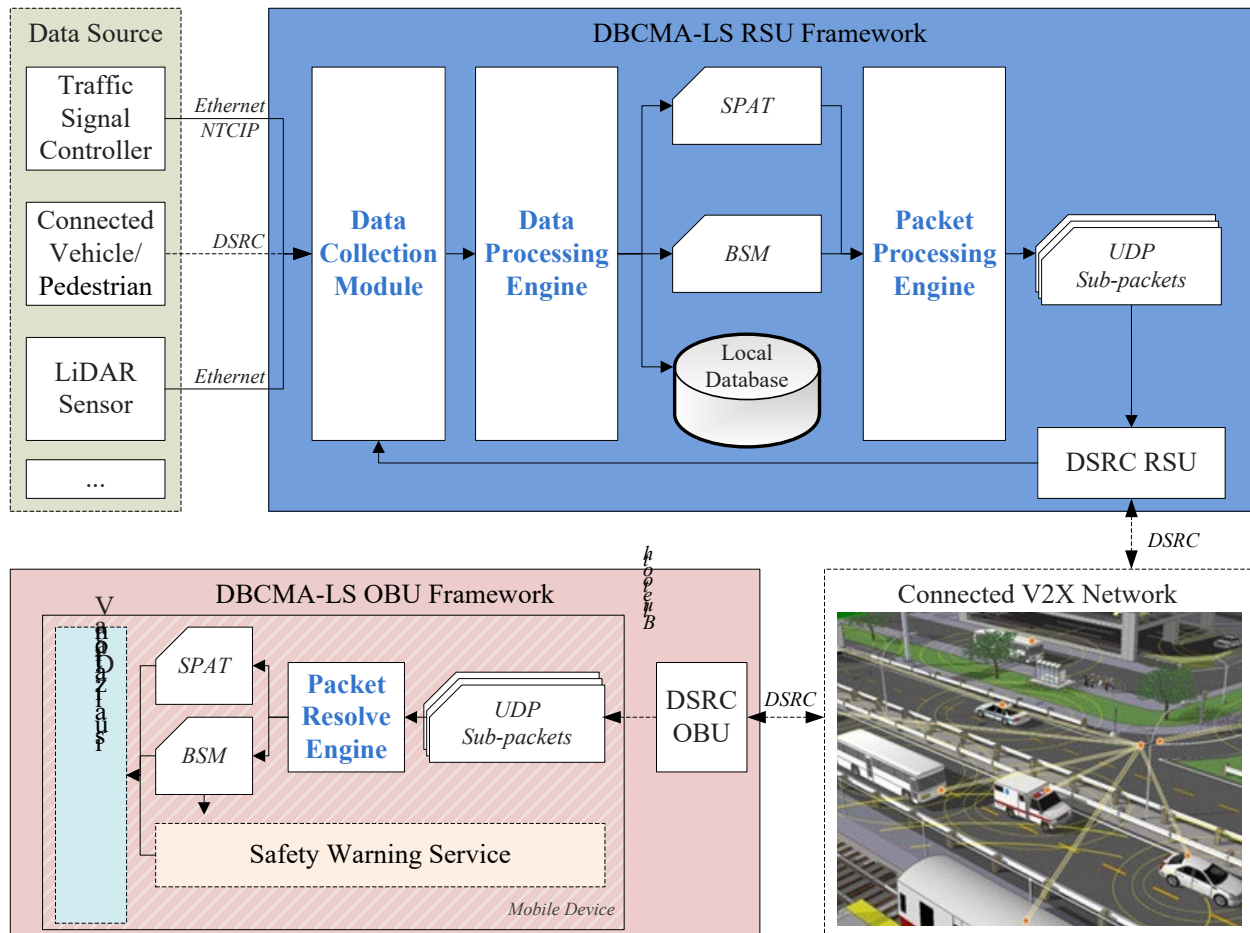 Data Source
Traffic
Signal
Controller
Connected
Vehicle/
Pedestrian
LiDAR
Sensor
...
Ethernet
NTCIP
DSRC
Ethernet
DBCMA-LS RSU Framework
Data
Collection
Module
Data
Processing
Engine
SPAT
BSM
Local
Database
Packet
Processing
Engine
UDP
Sub-packets
DSRC RSU
DSRC
DBCMA-LS OBU Framework
Data
Visualization
SPAT
BSM
Packet
Resolve
Engine
UDP
Sub-packets
Bluetooth
DSRC
OBU
DSRC
Safety Warning Service
Mobile Device
Connected V2X Network